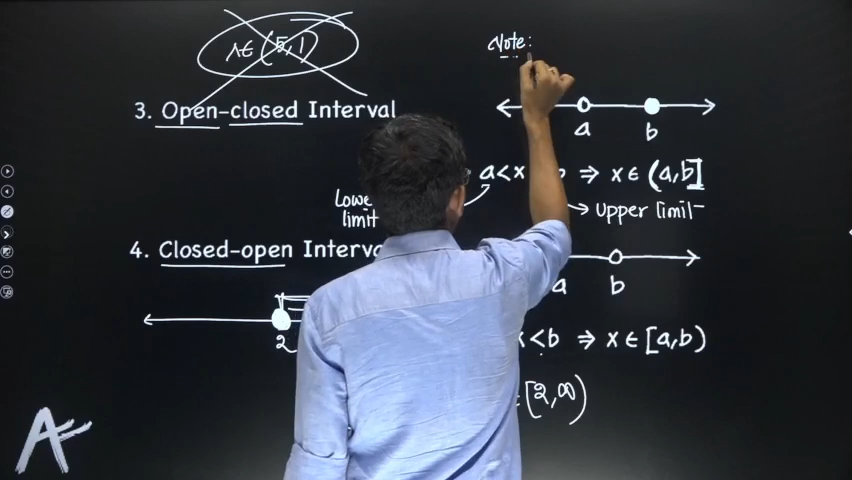 x ∈ (5,1)
Note:
3. Open-closed Interval
a b
a < x b ⇒ x ∈ (a,b]
Lowe
limit
→ Upper limit
4. Closed-open Interva
a b
x < b ⇒ x ∈ [a,b)
2
∈ [2,∞)